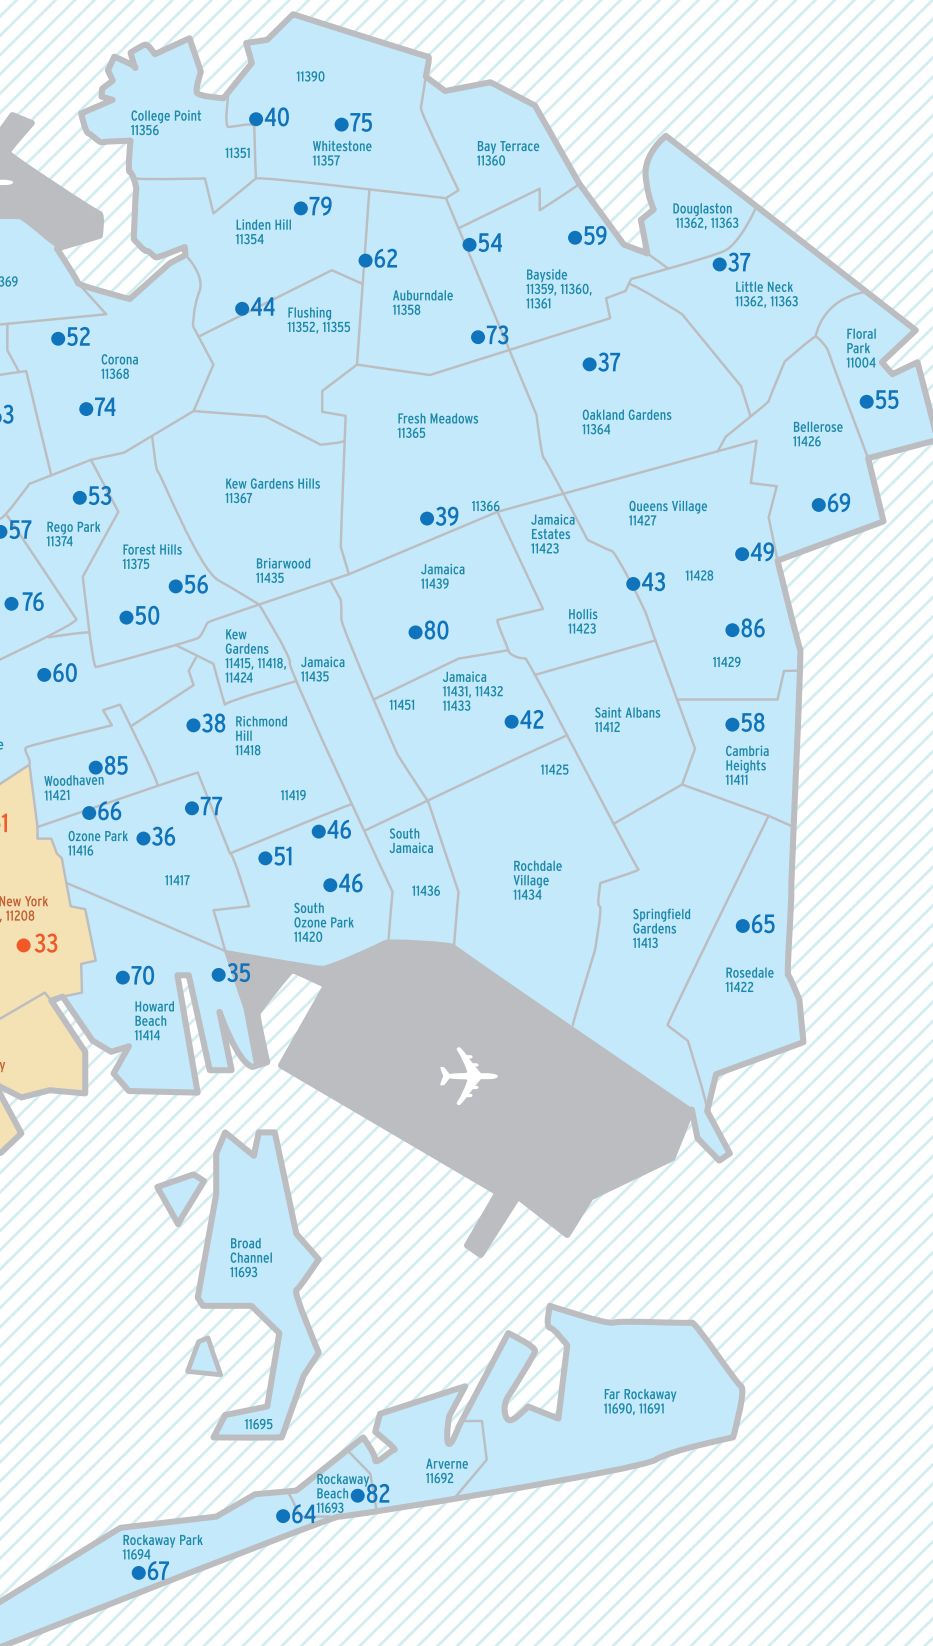 11390
College Point
11356
40
75
11351
Whitestone
11357
Bay Terrace
11360
79
Linden Hill
11354
Douglaston
11362, 11363
54
59
62
37
369
Bayside
11359, 11360,
11361
Little Neck
11362, 11363
Auburndale
11358
44
Flushing
11352, 11355
52
73
Floral
Park
11004
Corona
11368
37
55
74
53
Fresh Meadows
11365
Oakland Gardens
11364
Bellerose
11426
Kew Gardens Hills
11367
53
39
11366
Queens Village
11427
69
57
Rego Park
11374
Jamaica
Estates
11423
Forest Hills
11375
49
Briarwood
11435
Jamaica
11439
11428
56
43
76
50
Hollis
11423
80
86
Kew
Gardens
11415, 11418,
11424
Jamaica
11435
11429
60
Jamaica
11431, 11432
11433
11451
38
Richmond
Hill
11418
42
Saint Albans
11412
58
e
Cambria
Heights
11411
85
Woodhaven
11421
11425
11419
66
77
1
36
46
Ozone Park
11416
South
Jamaica
51
11417
46
11436
Rochdale
Village
11434
New York
, 11208
South
Ozone Park
11420
Springfield
Gardens
11413
65
33
70
35
Rosedale
11422
Howard
Beach
11414
y
Broad
Channel
11693
Far Rockaway
11690, 11691
11695
Arverne
11692
Rockaway
Beach
11693
82
64
Rockaway Park
11694
67